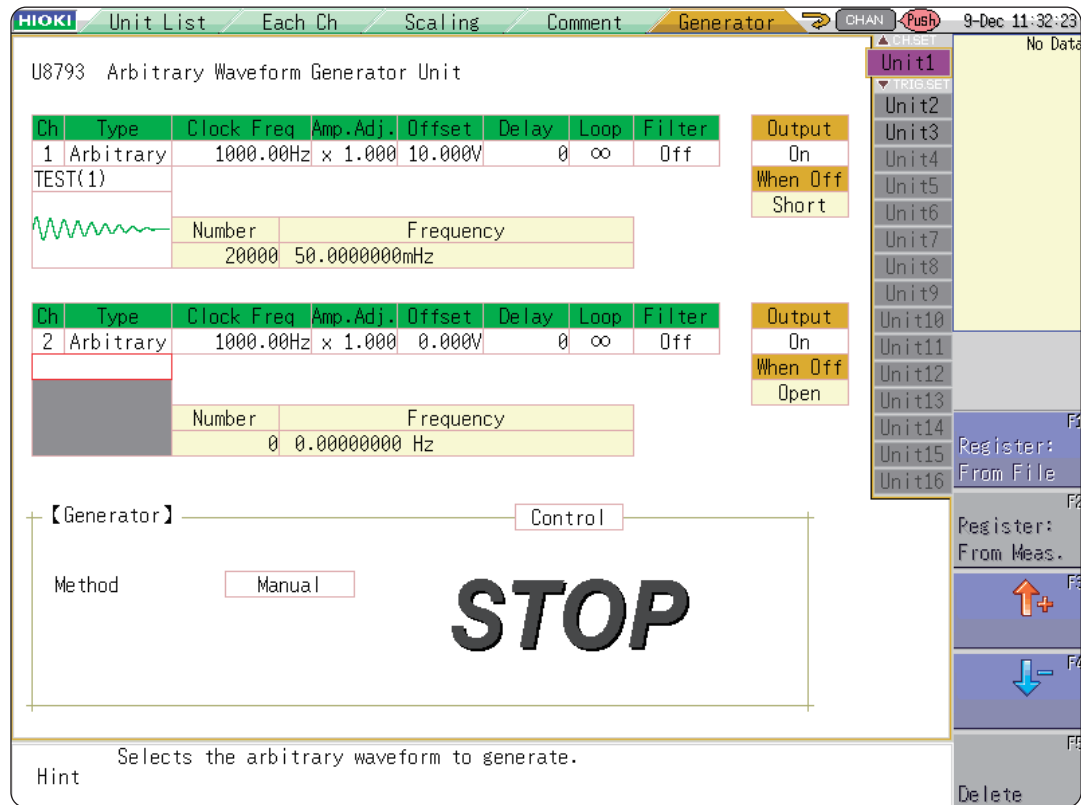 HIOKI Unit List Each Ch Scaling Comment Generator CHAN Push 9-Dec 11:32:23
▲ CH.SET No Data
Unit1
▼ TRIG.SET
U8793 Arbitrary Waveform Generator Unit
Unit2
Unit3
Unit4
Unit5
Unit6
Unit7
Unit8
Unit9
Unit10
Unit11
Unit12
Unit13
Unit14
Unit15
Unit16
Ch Type Clock Freq Amp.Adj. Offset Delay Loop Filter Output
1 Arbitrary 1000.00Hz x 1.000 10.000V 0 ∞ Off On
TEST(1) When Off
Short
Number Frequency
20000 50.0000000mHz
Ch Type Clock Freq Amp.Adj. Offset Delay Loop Filter Output
2 Arbitrary 1000.00Hz x 1.000 0.000V 0 ∞ Off On
When Off
Open
Number Frequency
0 0.00000000 Hz
【Generator】 Control
Method Manual STOP
F1
Register:
From File
F2
Register:
From Meas.
F3
+
F4
-
F5
Delete
Selects the arbitrary waveform to generate.
Hint